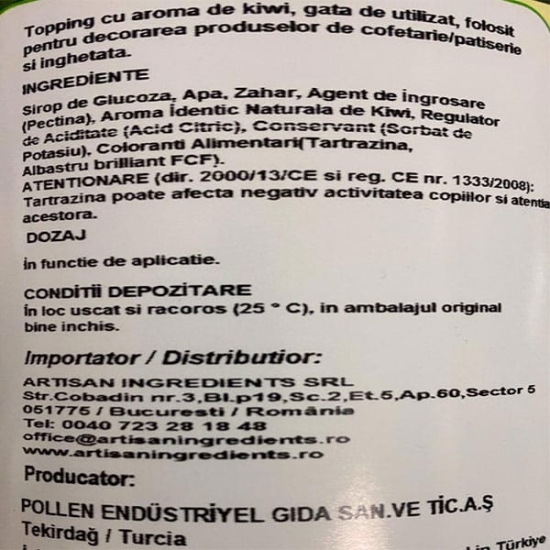 Topping cu aroma de kiwi, gata de utilizat, folosit
pentru decorarea produselor de cofetarie/patiserie
si inghetata.
INGREDiENTE
Sirop de Glucoza, Apa, Zahar, Agent de ingrosare
(Pectina), Aroma identic Naturala de Kiwi, Regulator
de Aciditate (Acid Citric), Conservant (Sorbat de
Potasiu), Coloranti Alimentari(Tartrazina,
Albastru brilliant FCF).
ATENTIONARE (dir. 2000/13/CE si reg. CE nr. 1333/2008):
Tartrazina poate afecta negativ activitatea copiilor si atentia
acestora.
DOZAJ
in functie de aplicatie.
CONDiTii DEPOZiTARE
în loc uscat si racoros (25 ° C), in ambalajul original
bine inchis.
Importator / Distributior:
ARTISAN INGREDIENTS SRL
Str.Cobadin nr.3,Bl.p19,Sc.2,Et.5,Ap.60,Sector 5
051775 / Bucuresti / România
Tel: 0040 723 28 18 48
office@artisaningredients.ro
www.artisaningredients.ro
Producator:
POLLEN ENDÜSTRİYEL GIDA SAN.VE TİC.A.Ş
Tekirdağ / Turcia
in Türkiye